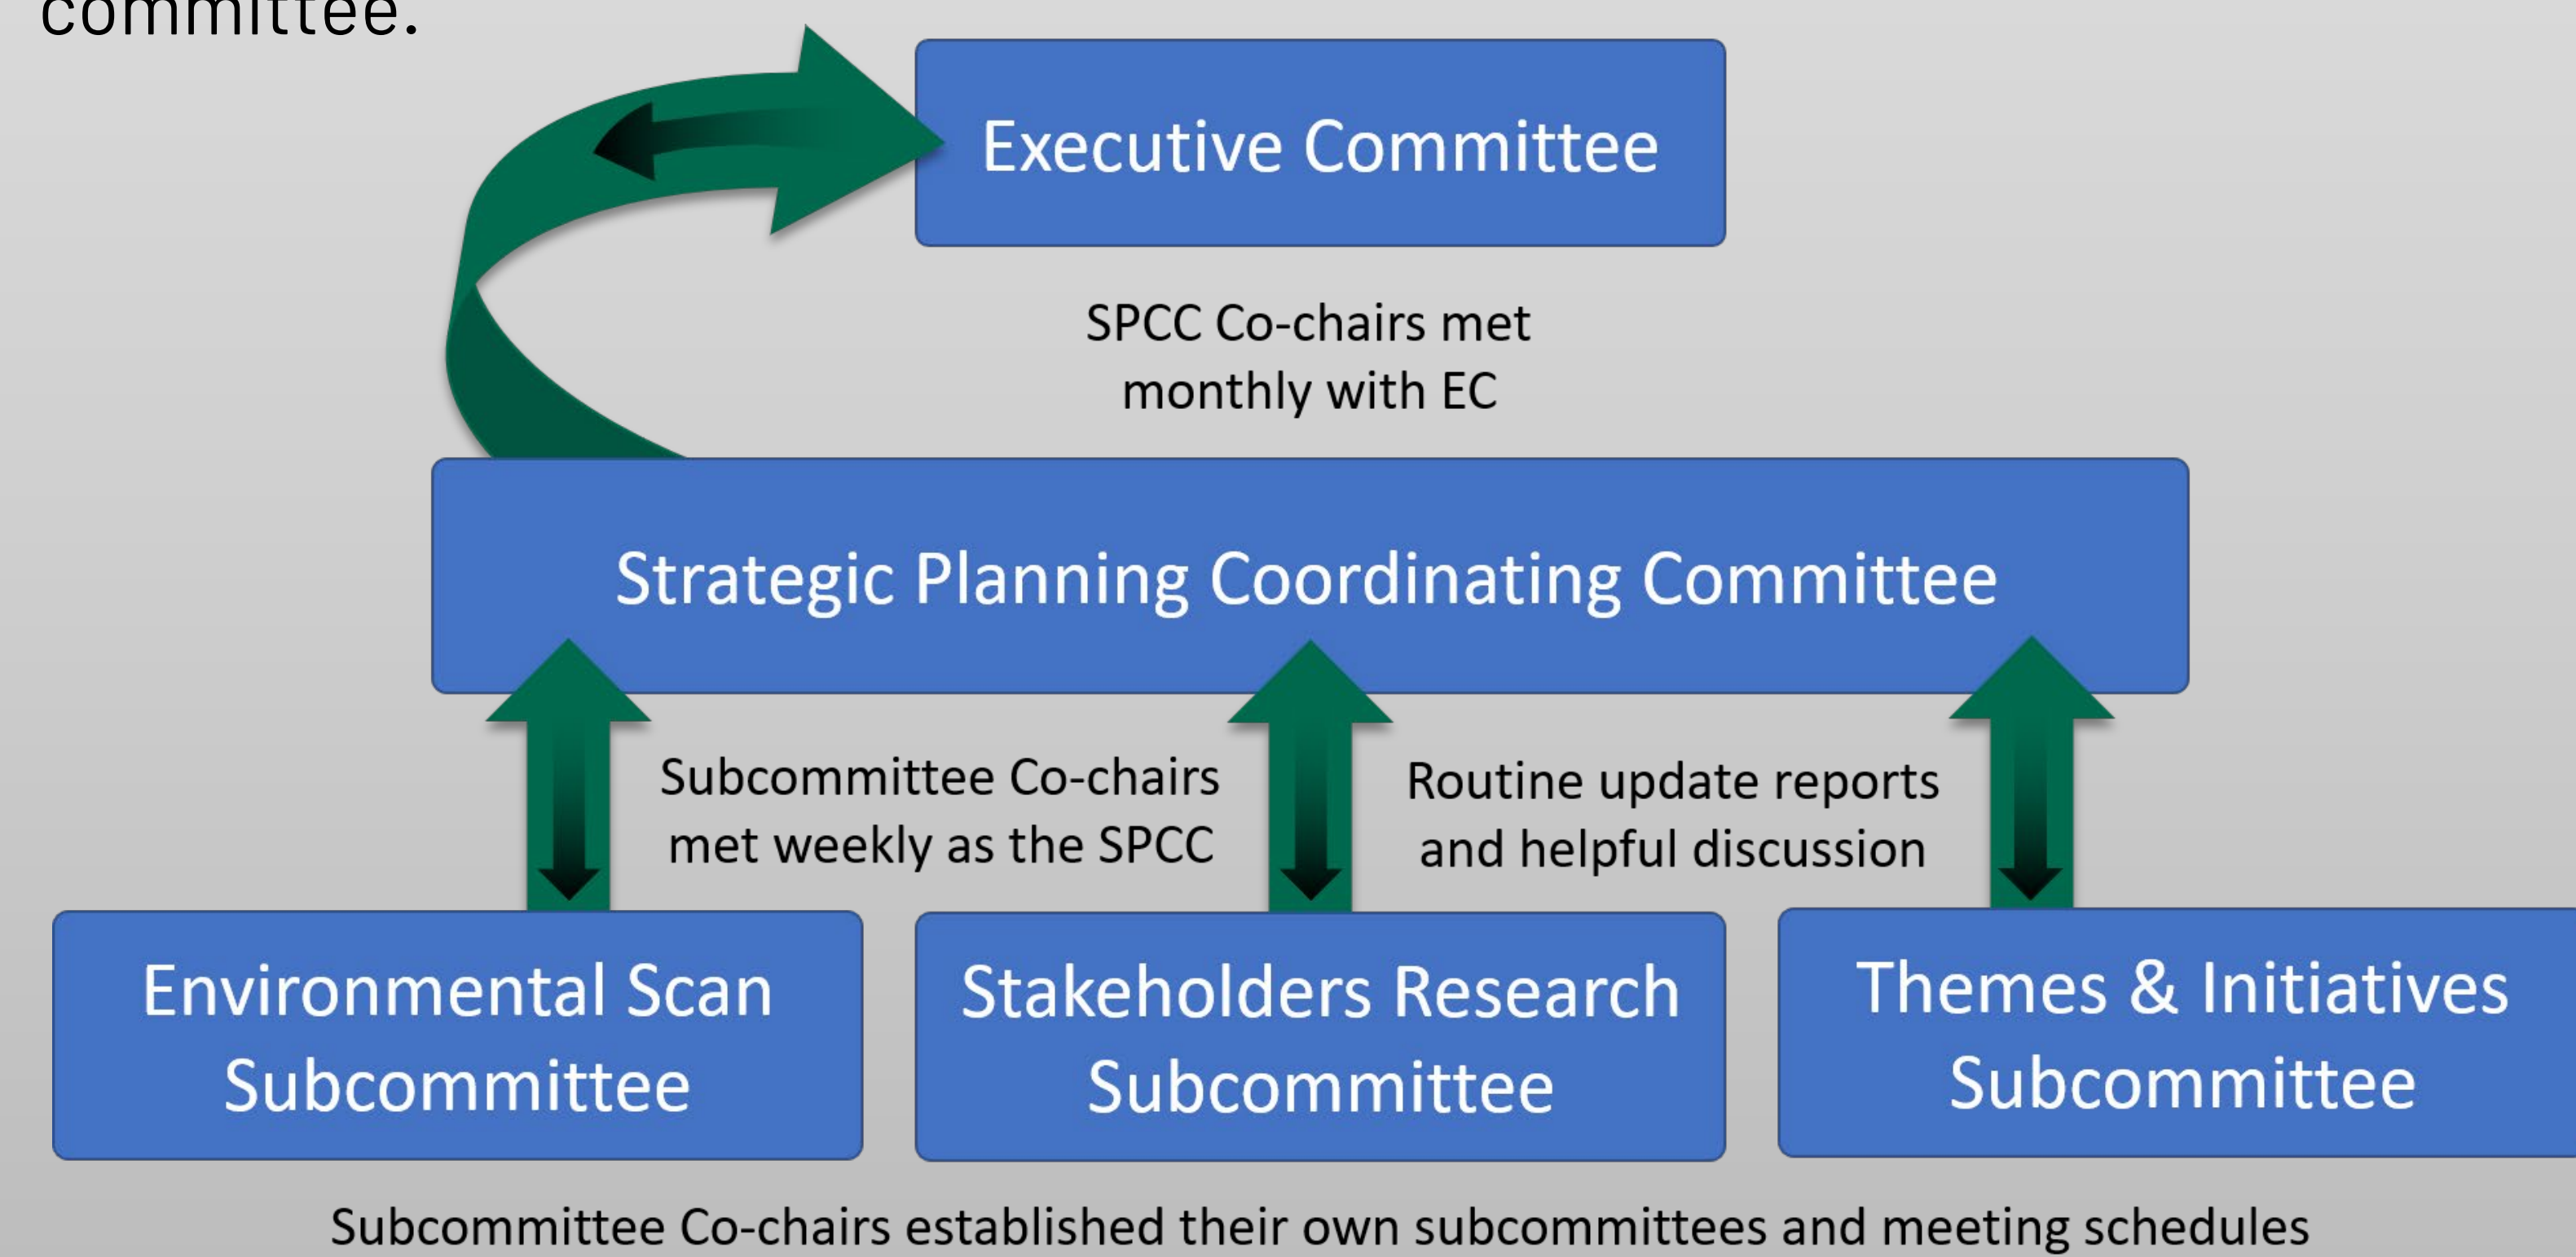 committee.
Executive Committee
SPCC Co-chairs met
monthly with EC
Strategic Planning Coordinating Committee
Subcommittee Co-chairs
met weekly as the SPCC
Routine update reports
and helpful discussion
Environmental Scan
Subcommittee
Stakeholders Research
Subcommittee
Themes & Initiatives
Subcommittee
Subcommittee Co-chairs established their own subcommittees and meeting schedules